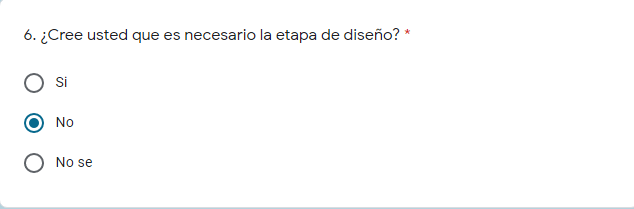 6. ¿Cree usted que es necesario la etapa de diseño? *
Si
No
No se